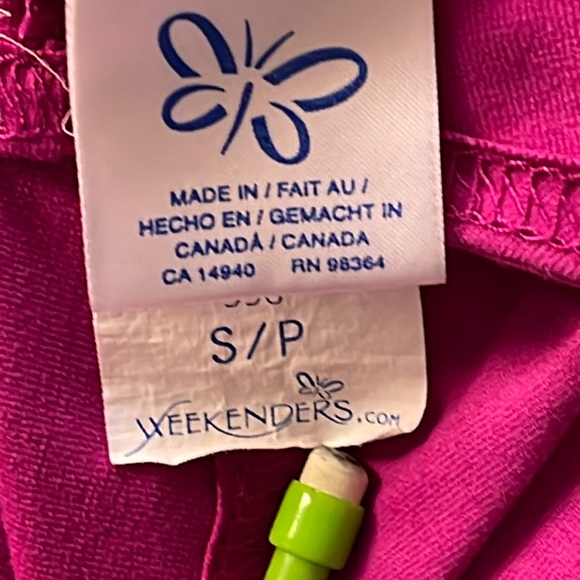 MADE IN / FAIT AU /
HECHO EN / GEMACHT IN
CANADÁ / CANADA
CA 14940 RN 98364
S / P
WEEKENDERS.COM